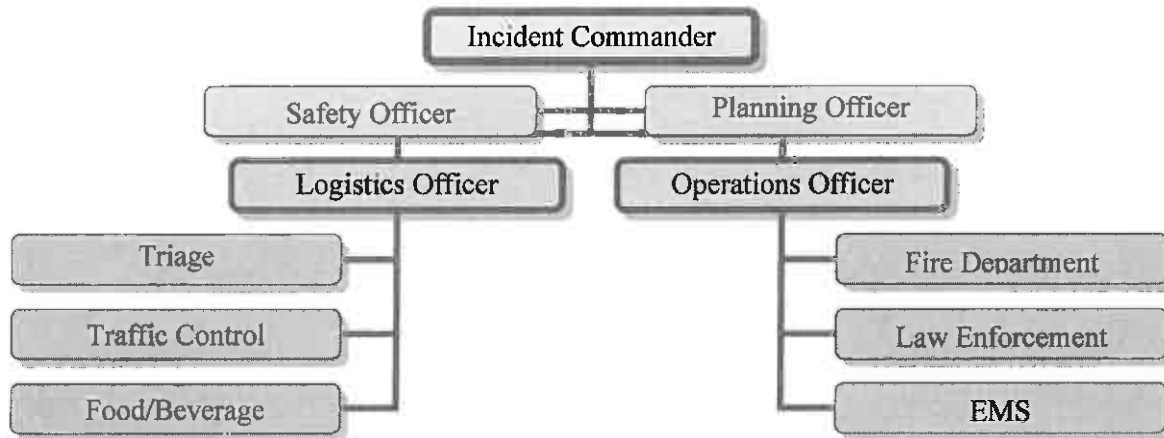 Incident Commander
Safety Officer
Planning Officer
Logistics Officer
Operations Officer
Triage
Fire Department
Traffic Control
Law Enforcement
Food/Beverage
EMS